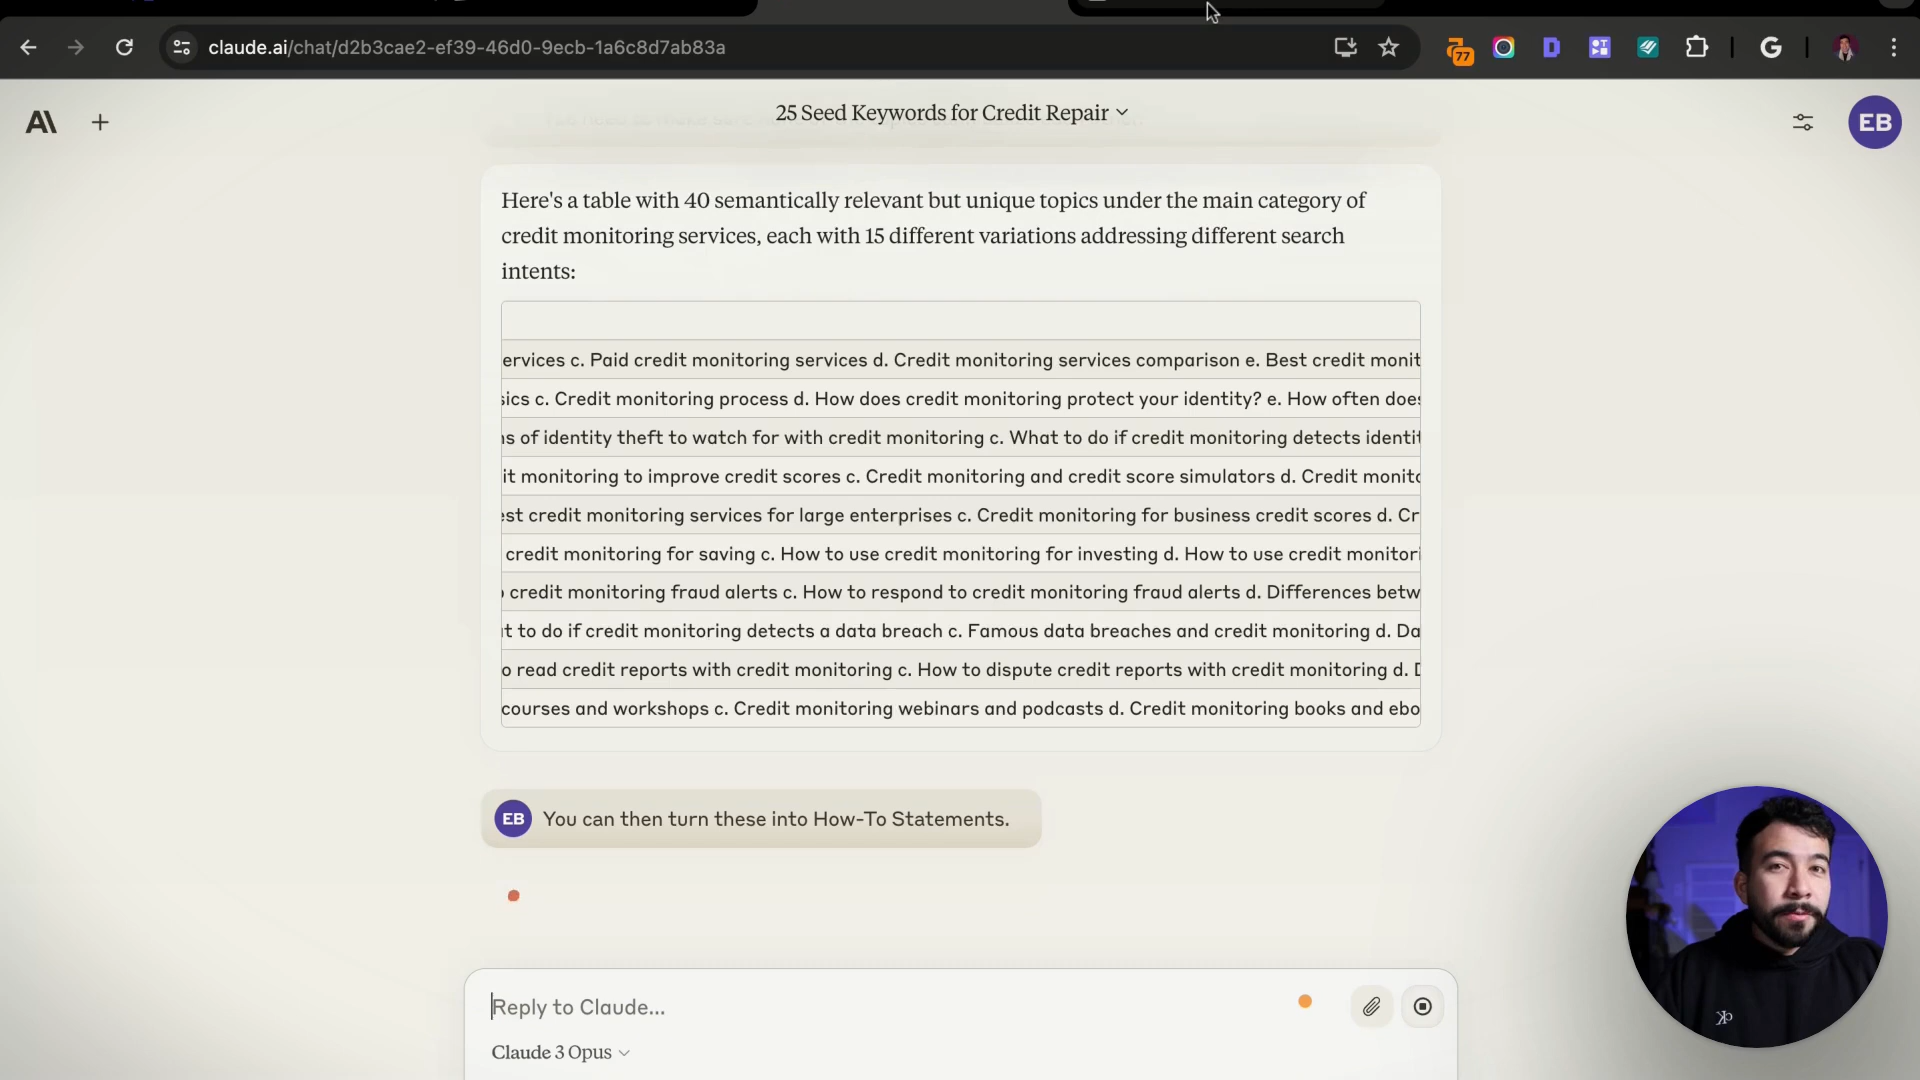 claude.ai/chat/d2b3cae2-ef39-46d0-9ecb-1a6c8d7ab83a
77
25 Seed Keywords for Credit Repair
EB
Here's a table with 40 semantically relevant but unique topics under the main category of
credit monitoring services, each with 15 different variations addressing different search
intents:
ervices c. Paid credit monitoring services d. Credit monitoring services comparison e. Best credit monit
sics c. Credit monitoring process d. How does credit monitoring protect your identity? e. How often does
ns of identity theft to watch for with credit monitoring c. What to do if credit monitoring detects identit
it monitoring to improve credit scores c. Credit monitoring and credit score simulators d. Credit monito
est credit monitoring services for large enterprises c. Credit monitoring for business credit scores d. Cr
credit monitoring for saving c. How to use credit monitoring for investing d. How to use credit monitori
o credit monitoring fraud alerts c. How to respond to credit monitoring fraud alerts d. Differences betw
at to do if credit monitoring detects a data breach c. Famous data breaches and credit monitoring d. Da
o read credit reports with credit monitoring c. How to dispute credit reports with credit monitoring d. D
courses and workshops c. Credit monitoring webinars and podcasts d. Credit monitoring books and ebo
EB You can then turn these into How-To Statements.
Reply to Claude...
Claude 3 Opus